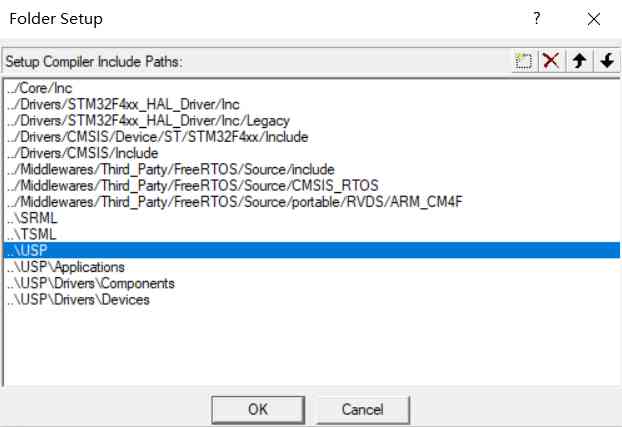 Folder Setup
?
Setup Compiler Include Paths:
../Core/Inc
../Drivers/STM32F4xx_HAL_Driver/Inc
../Drivers/STM32F4xx_HAL_Driver/Inc/Legacy
../Drivers/CMSIS/Device/ST/STM32F4xx/Include
../Drivers/CMSIS/Include
../Middlewares/Third_Party/FreeRTOS/Source/include
../Middlewares/Third_Party/FreeRTOS/Source/CMSIS_RTOS
../Middlewares/Third_Party/FreeRTOS/Source/portable/RVDS/ARM_CM4F
..\SRML
..\TSML
..\USP
..\USP\Applications
..\USP\Drivers\Components
..\USP\Drivers\Devices
OK Cancel